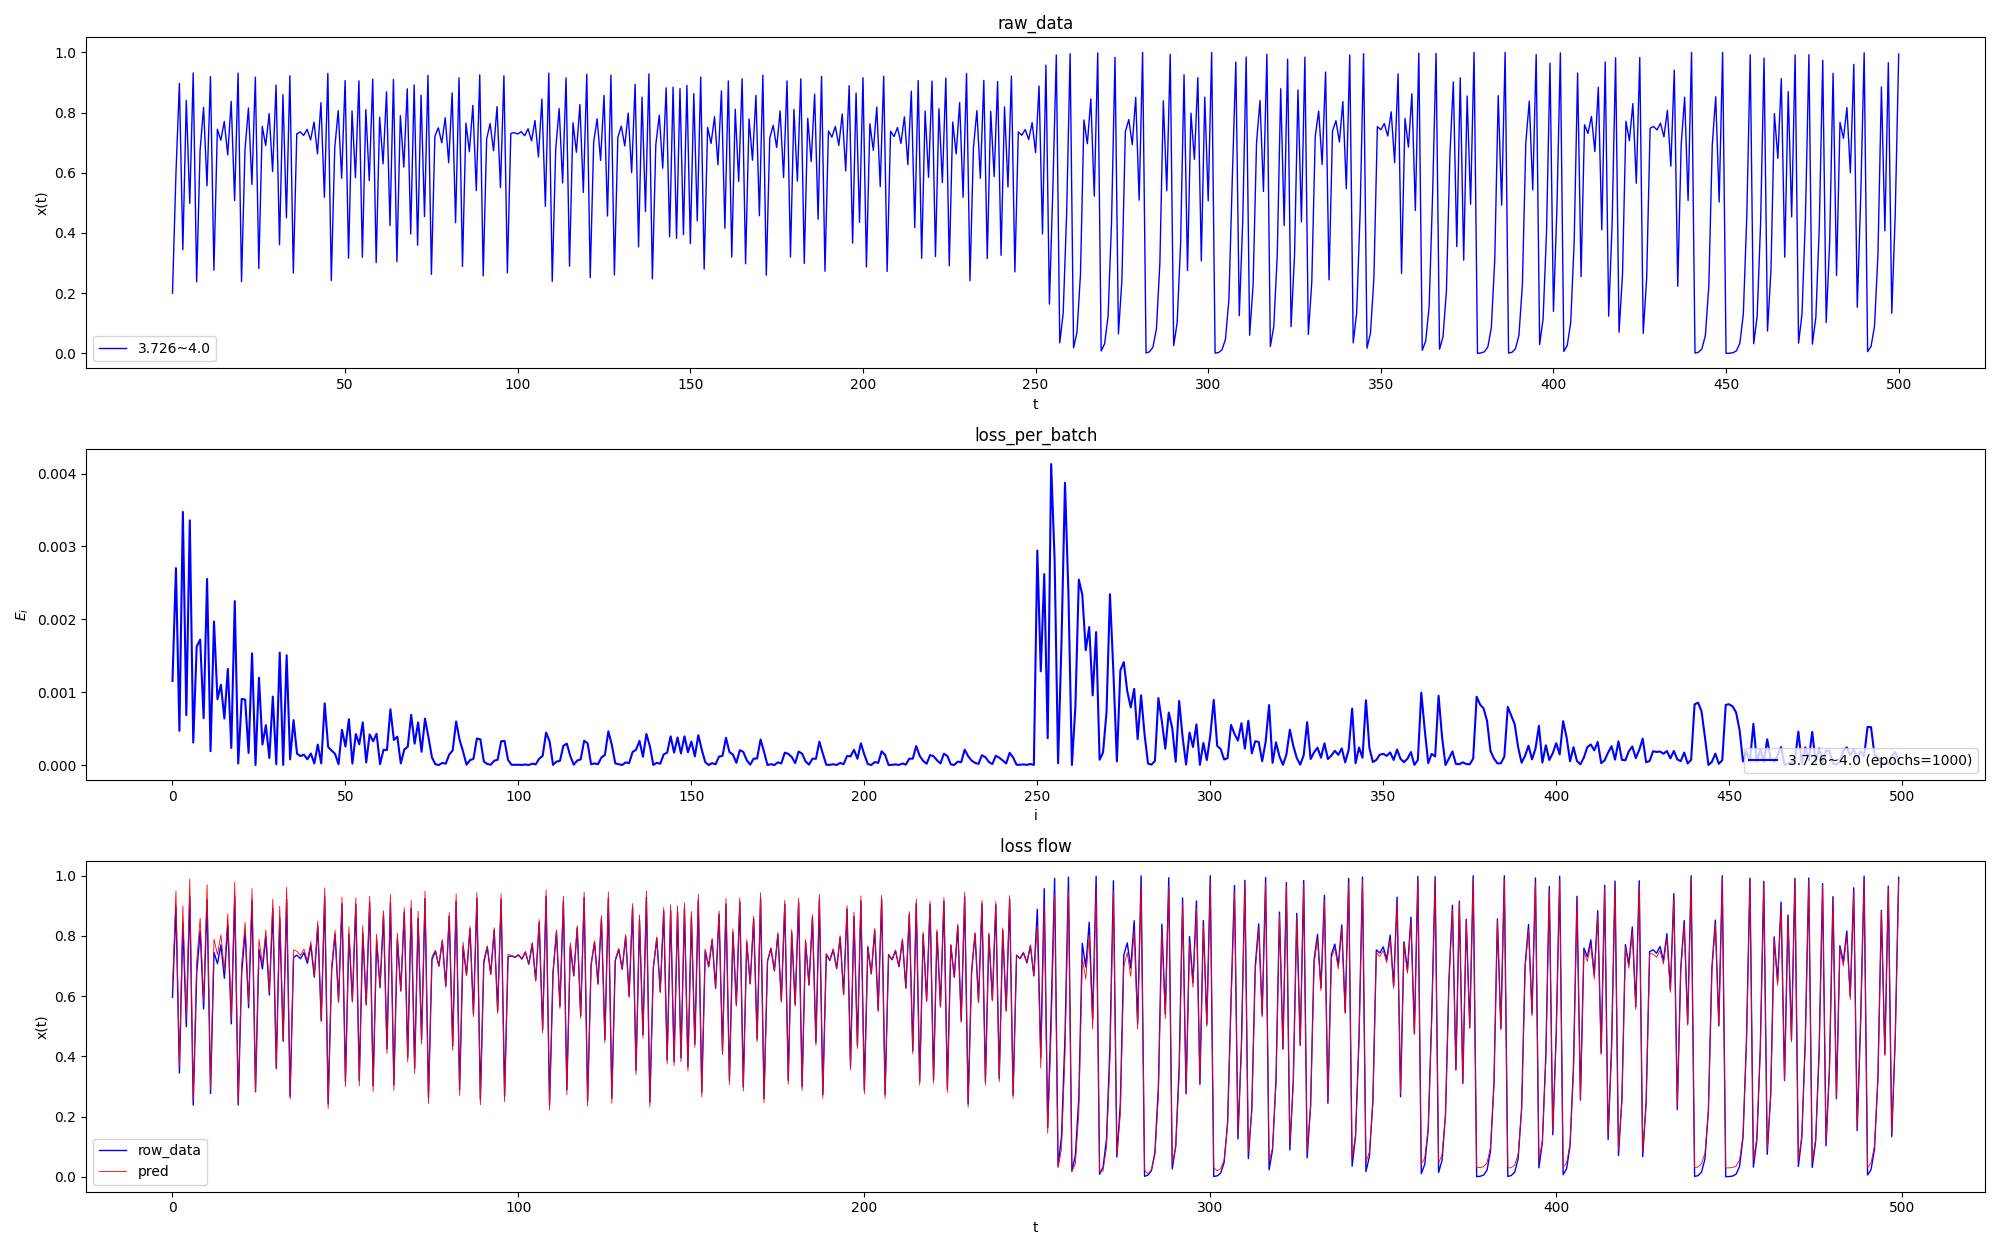 raw_data
1.0
0.8
0.6
0.4
0.2
0.0
x(t)
3.726~4.0
50 100 150 200 250 300 350 400 450 500
t
loss_per_batch
0.004
0.003
0.002
0.001
0.000
E_i
3.726~4.0 (epochs=1000)
0 50 100 150 200 250 300 350 400 450 500
i
loss flow
1.0
0.8
0.6
0.4
0.2
0.0
x(t)
row_data
pred
0 100 200 300 400 500
t